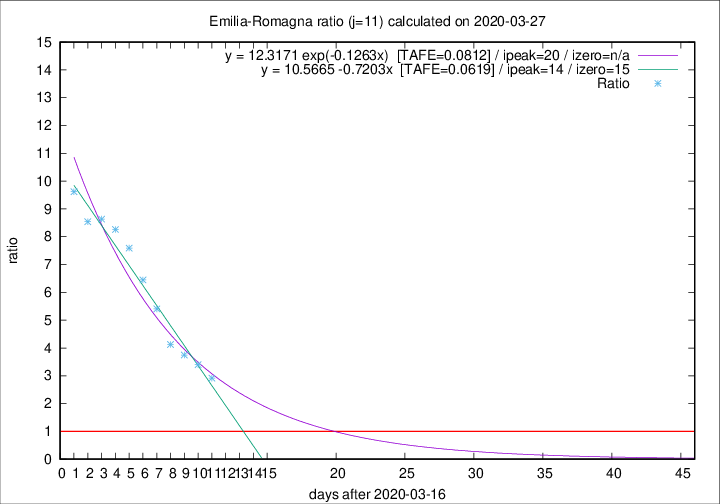 Emilia-Romagna ratio (j=11) calculated on 2020-03-27
y = 12.3171 exp(-0.1263x) [TAFE=0.0812] / ipeak=20 / izero=n/a
y = 10.5665 -0.7203x [TAFE=0.0619] / ipeak=14 / izero=15
Ratio
15
14
13
12
11
10
9
8
7
6
5
4
3
2
1
0
ratio
0 1 2 3 4 5 6 7 8 9 10 11 12 13 14 15 20 25 30 35 40 45
days after 2020-03-16